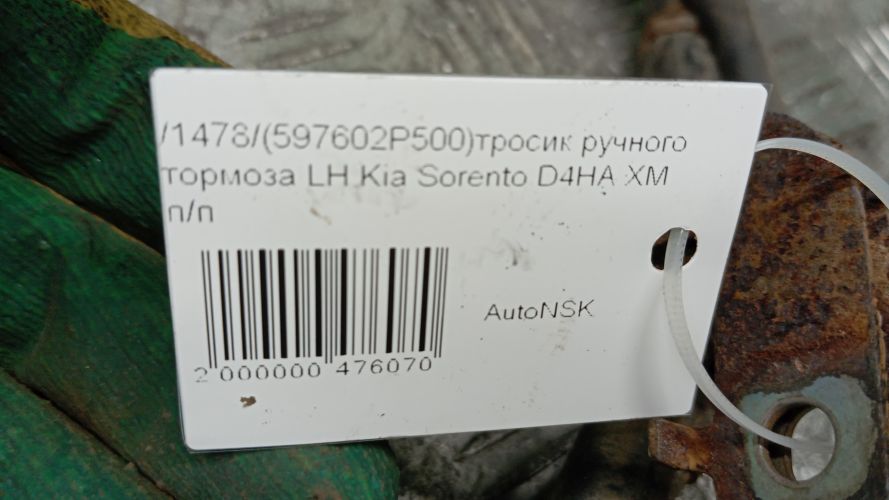 /1478/(597602P500)тросик ручного
тормоза LH Kia Sorento D4HA XM
п/п
AutoNSK
2 000000 476070